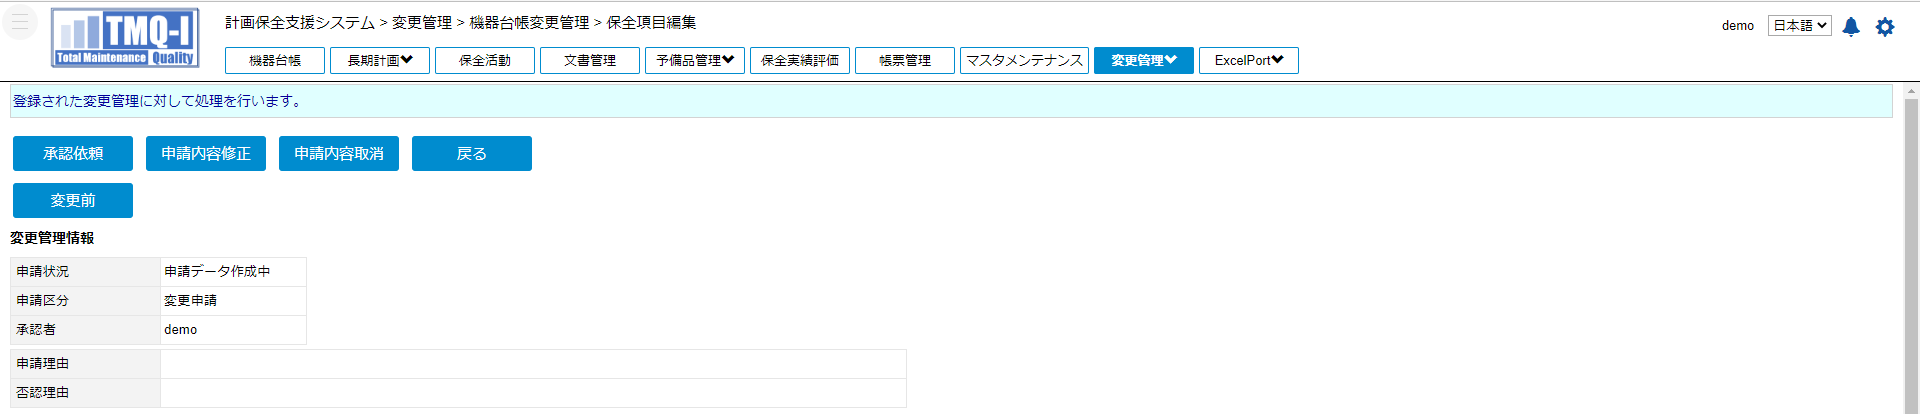 TMQ-I
Total Maintenance Quality
計画保全支援システム > 変更管理 > 機器台帳変更管理 > 保全項目編集
demo 日本語
機器台帳 長期計画 保全活動 文書管理 予備品管理 保全実績評価 帳票管理 マスタメンテナンス 変更管理 ExcelPort
登録された変更管理に対して処理を行います。
承認依頼 申請内容修正 申請内容取消 戻る
変更前
変更管理情報
申請状況 申請データ作成中
申請区分 変更申請
承認者 demo
申請理由
否認理由